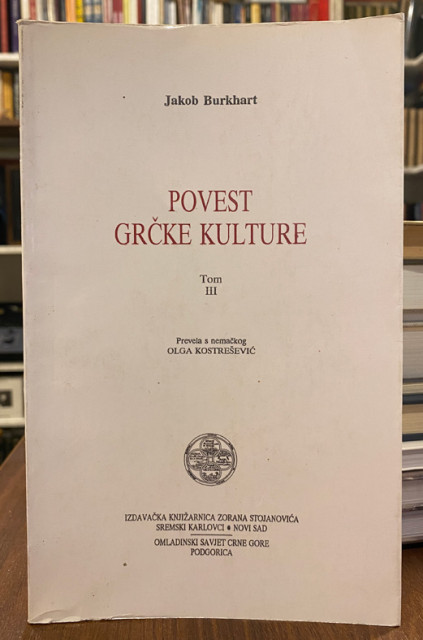 Jakob Burkhart
POVEST
GRČKE KULTURE
Tom
III
Prevela s nemačkog
OLGA KOSTREŠEVIĆ
IZDAVAČKA KNJIŽARNICA ZORANA STOJANOVIĆA
SREMSKI KARLOVCI ♦ NOVI SAD
OMLADINSKI SAVJET CRNE GORE
PODGORICA